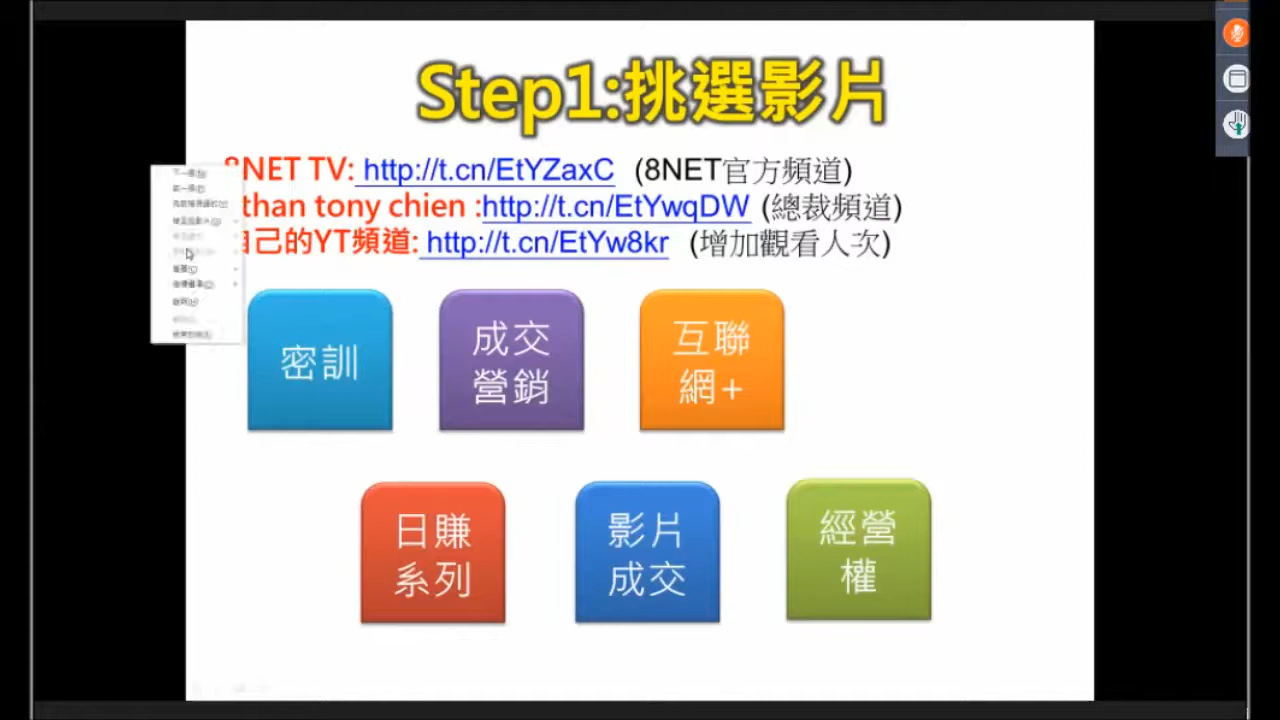 Step1:挑選影片
8NET TV: http://t.cn/EtYZaxC (8NET官方頻道)
than tony chien :http://t.cn/EtYwqDW (總裁頻道)
自己的YT頻道: http://t.cn/EtYw8kr (增加觀看人次)
密訓
成交
營銷
互聯
網+
日賺
系列
影片
成交
經營
權